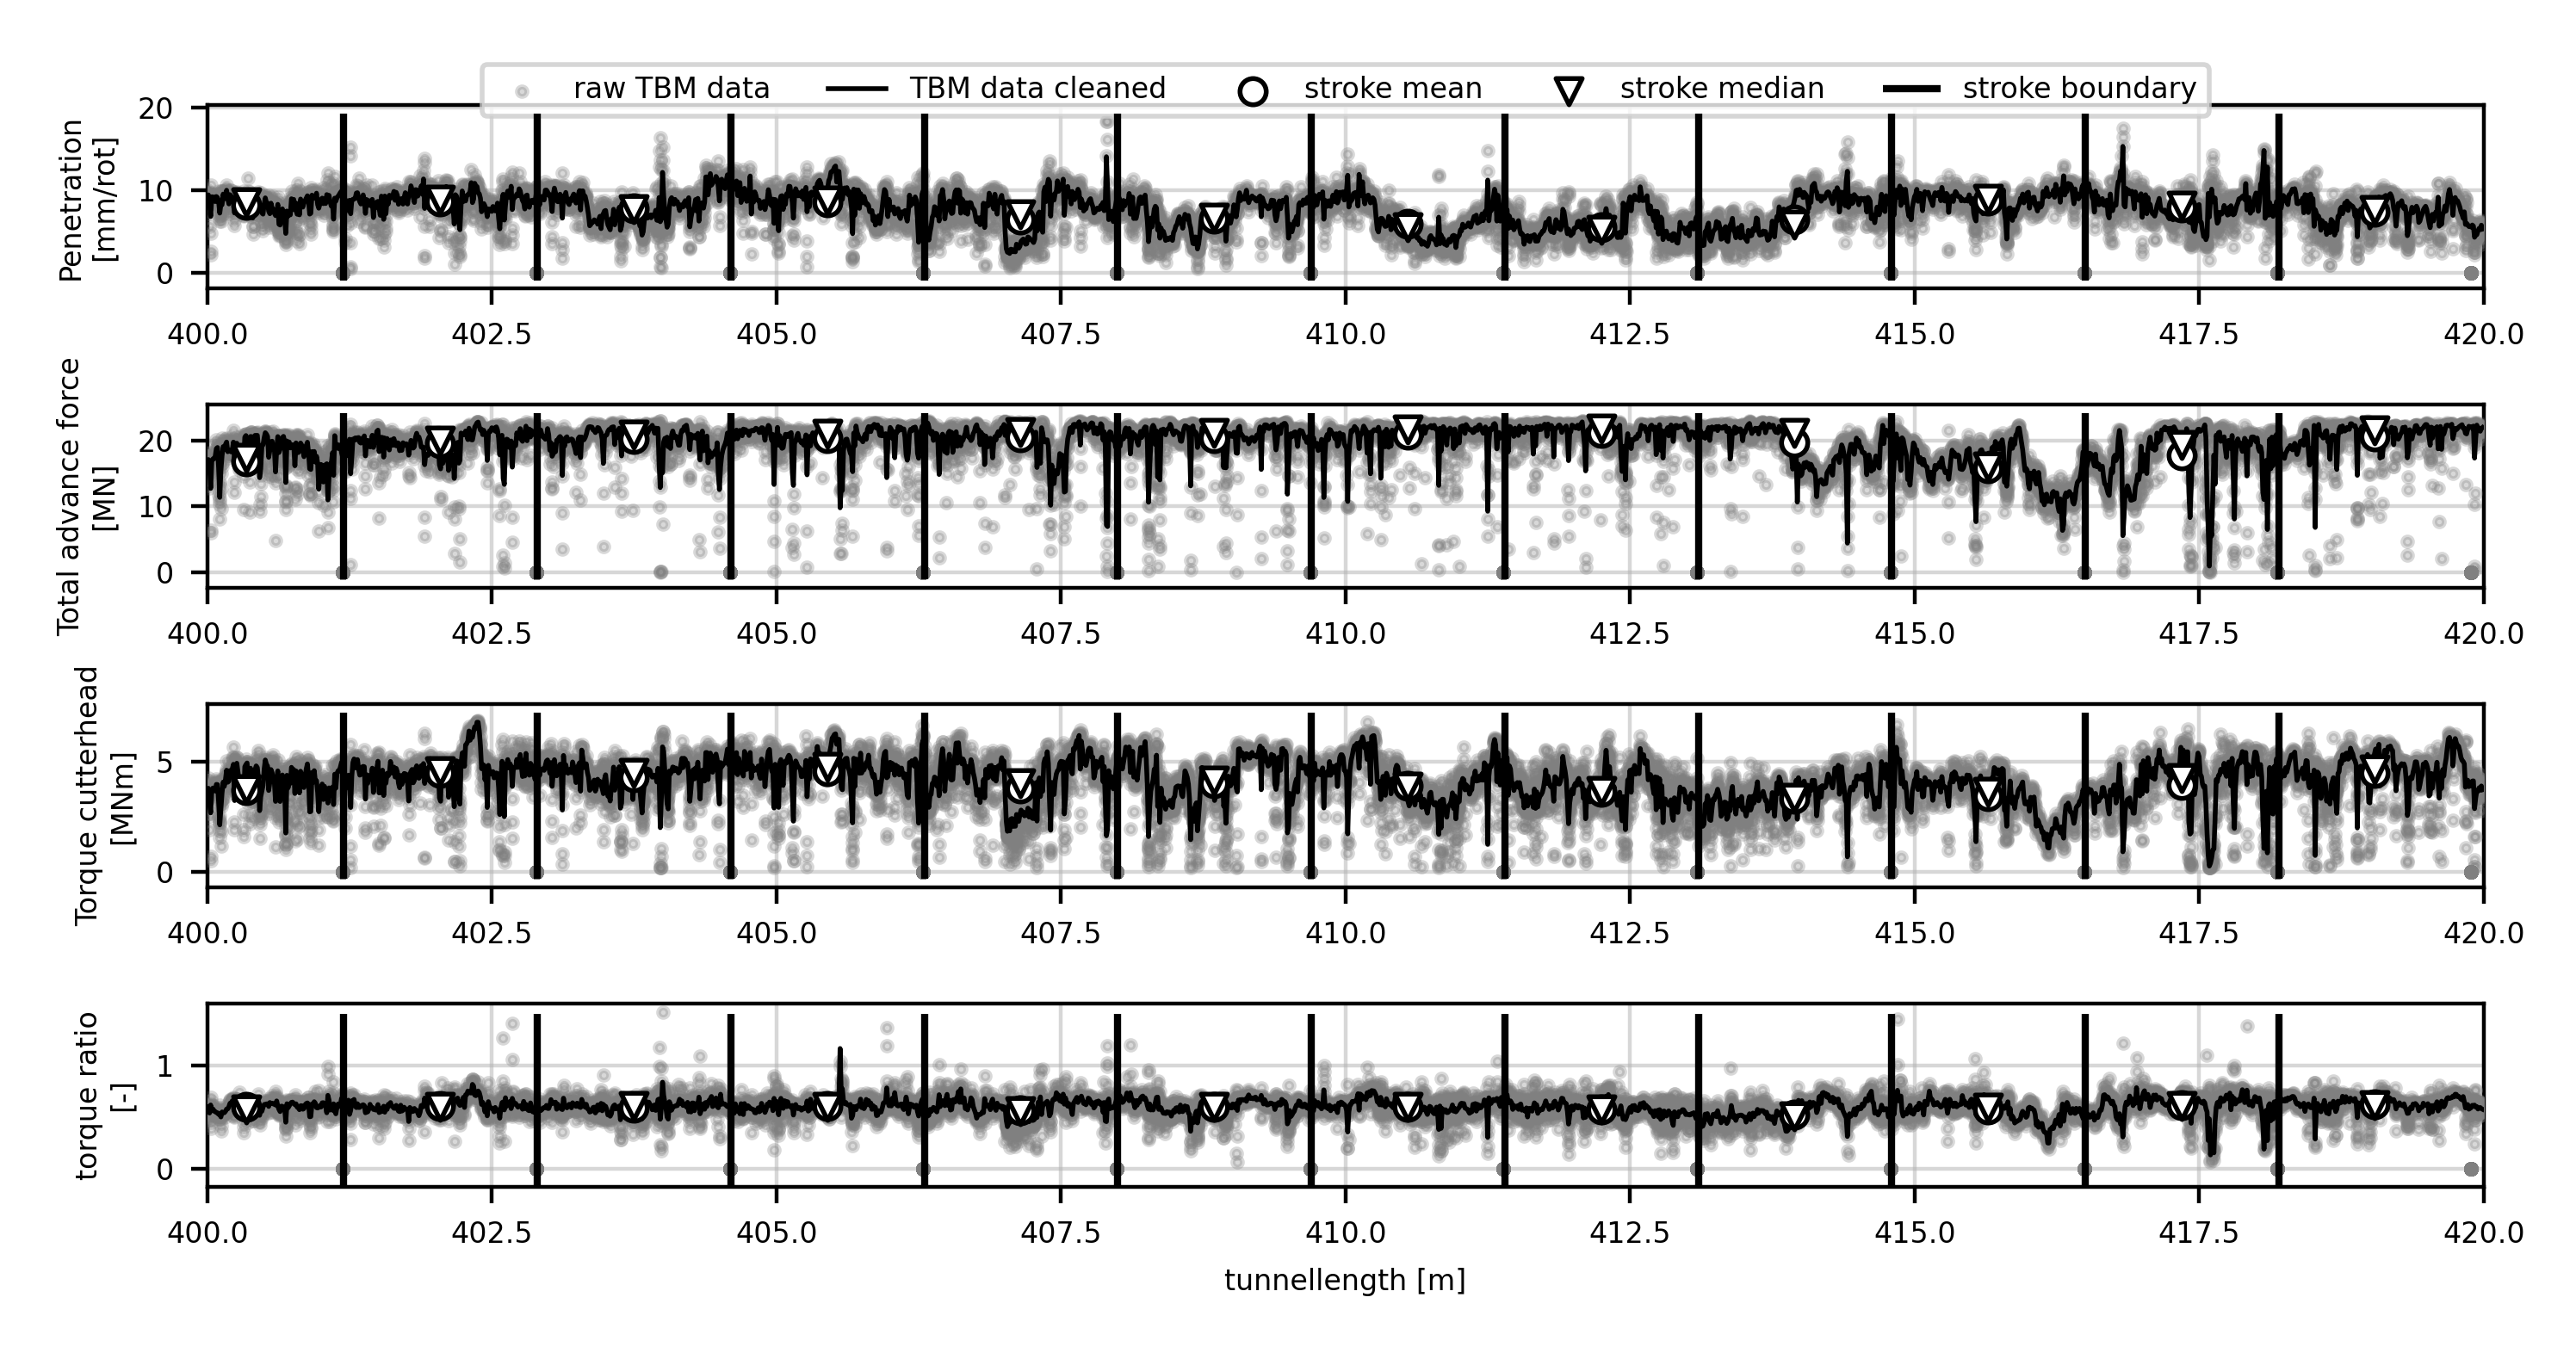 raw TBM data TBM data cleaned stroke mean stroke median stroke boundary
Penetration
[mm/rot]
20
10
0
400.0 402.5 405.0 407.5 410.0 412.5 415.0 417.5 420.0
Total advance force
[MN]
20
10
0
400.0 402.5 405.0 407.5 410.0 412.5 415.0 417.5 420.0
Torque cutterhead
[MNm]
5
0
400.0 402.5 405.0 407.5 410.0 412.5 415.0 417.5 420.0
torque ratio
[-]
1
0
400.0 402.5 405.0 407.5 410.0 412.5 415.0 417.5 420.0
tunnellength [m]